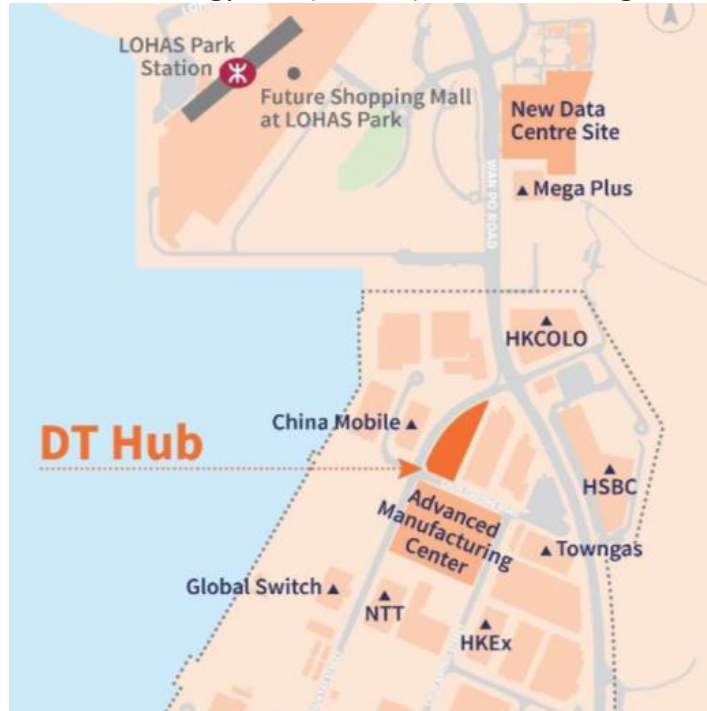 LOHAS Park
Station
Future Shopping Mall
at LOHAS Park
New Data
Centre Site
WAN PO ROAD
Mega Plus
HKCOLO
China Mobile
DT Hub
HSBC
Advanced
Manufacturing
Center
Towngas
Global Switch
NTT
HKEx